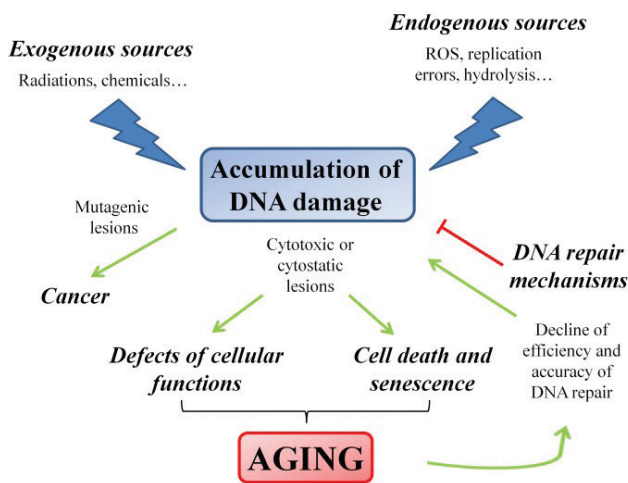 Exogenous sources
Radiations, chemicals…
Endogenous sources
ROS, replication
errors, hydrolysis…
Accumulation of
DNA damage
Mutagenic
lesions
Cancer
Cytotoxic or
cytostatic
lesions
DNA repair
mechanisms
Defects of cellular
functions
Cell death and
senescence
Decline of
efficiency and
accuracy of
DNA repair
AGING